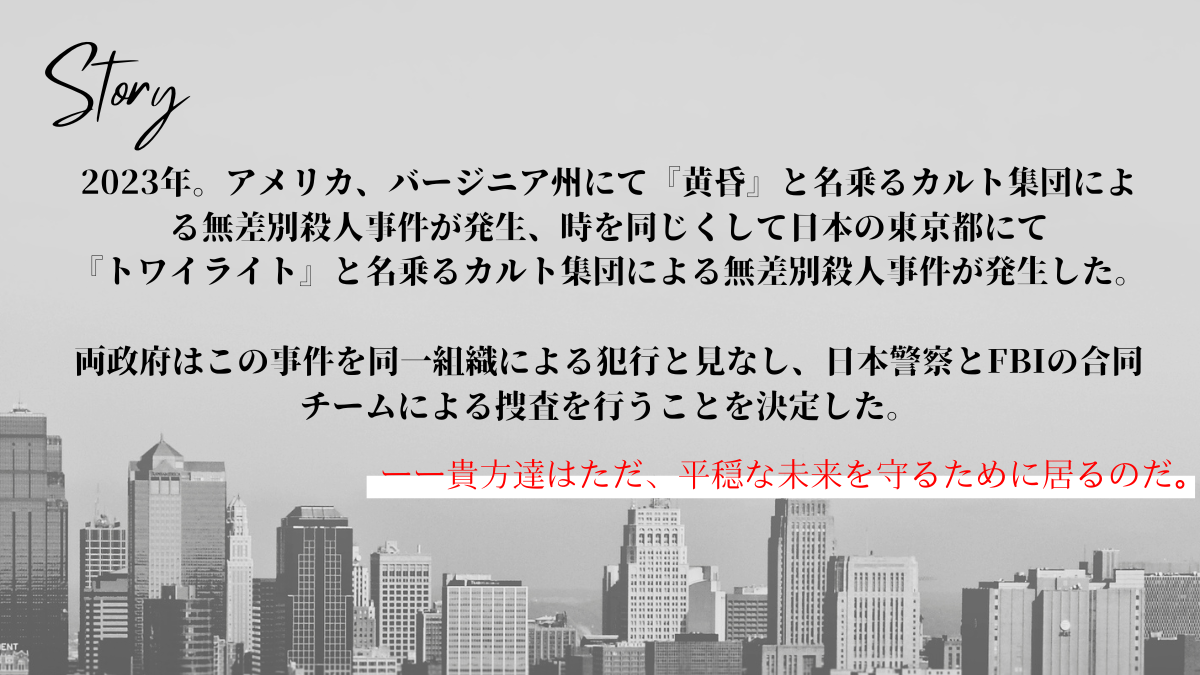 Story
2023年。アメリカ、バージニア州にて『黄昏』と名乗るカルト集団によ
る無差別殺人事件が発生、時を同じくして日本の東京都にて
『トワイライト』と名乗るカルト集団による無差別殺人事件が発生した。
両政府はこの事件を同一組織による犯行と見なし、日本警察とFBIの合同
チームによる捜査を行うことを決定した。
ーー貴方達はただ、平穏な未来を守るために居るのだ。